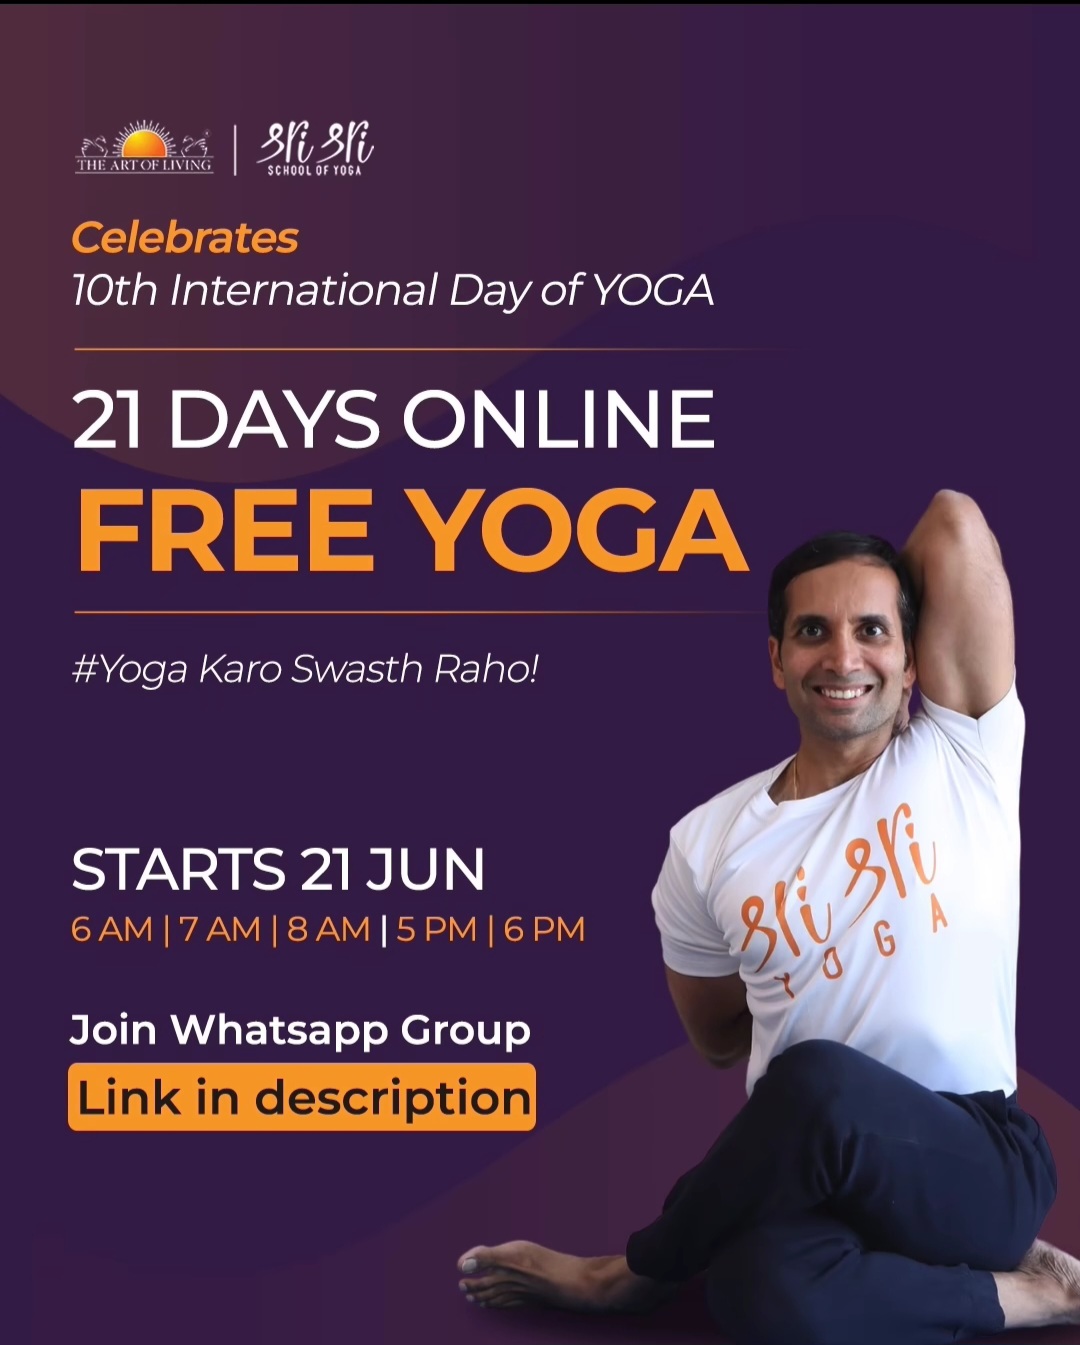 THE ART OF LIVING
Sri Sri
SCHOOL OF YOGA
Celebrates
10th International Day of YOGA
21 DAYS ONLINE
FREE YOGA
#Yoga Karo Swasth Raho!
STARTS 21 JUN
6 AM | 7 AM | 8 AM | 5 PM | 6 PM
Join Whatsapp Group
Link in description
Sri Sri
YOGA